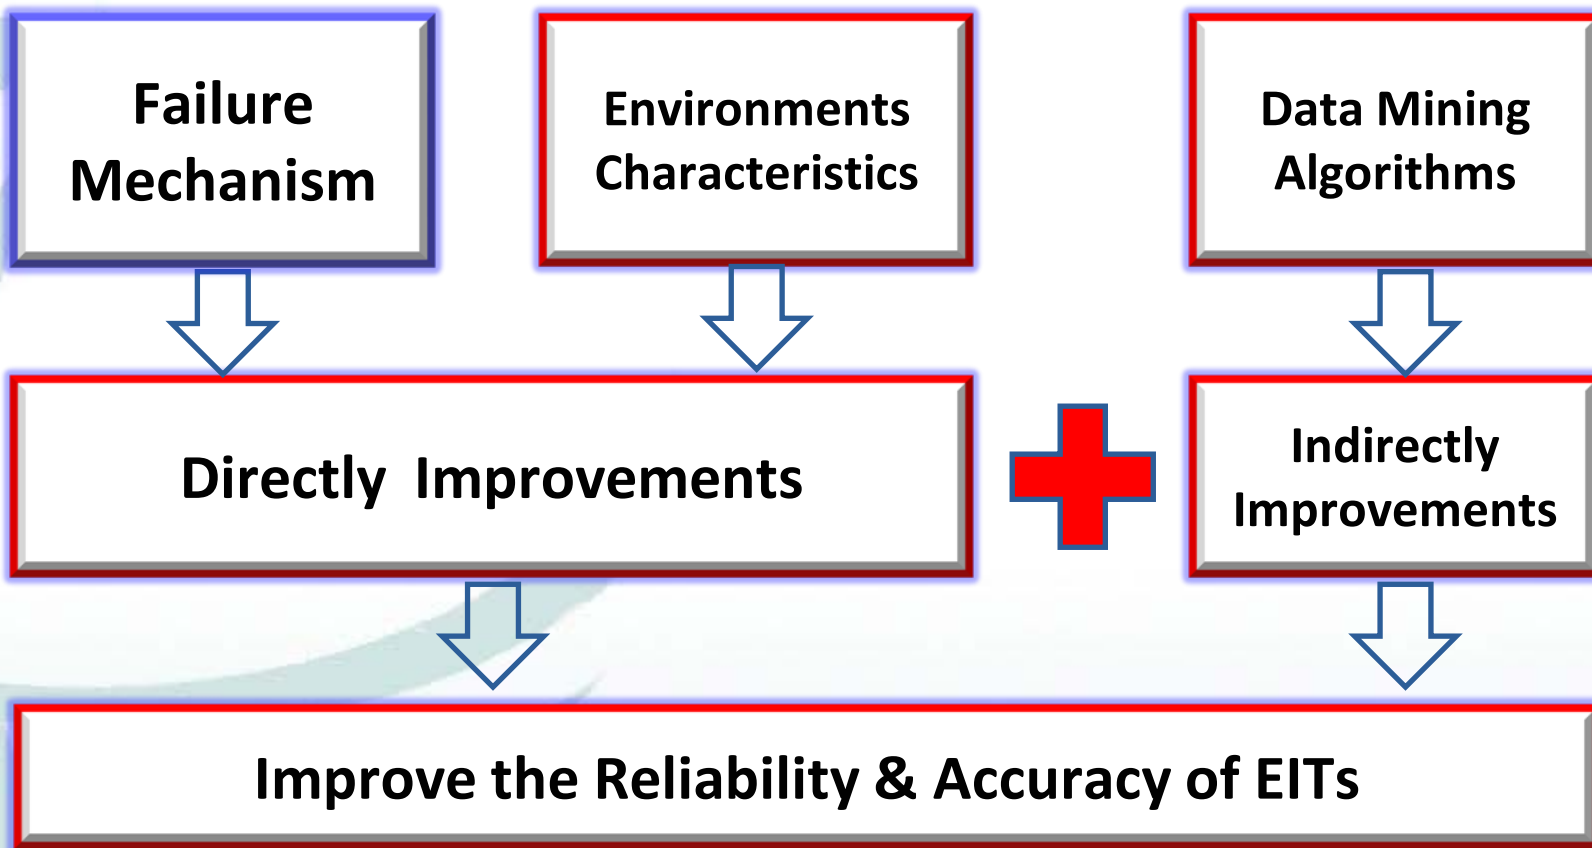 Failure
Mechanism
Environments
Characteristics
Data Mining
Algorithms
Directly Improvements
Indirectly
Improvements
Improve the Reliability & Accuracy of EITs